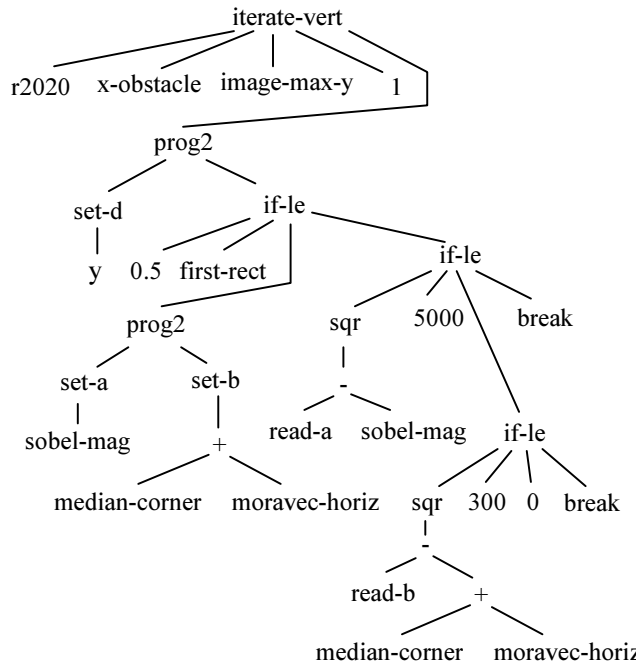 iterate-vert
r2020 x-obstacle image-max-y 1
prog2
set-d if-le
y 0.5 first-rect if-le
prog2 sqr 5000 break
set-a set-b -
sobel-mag + read-a sobel-mag if-le
median-corner moravec-horiz sqr 300 0 break
-
read-b +
median-corner moravec-horiz